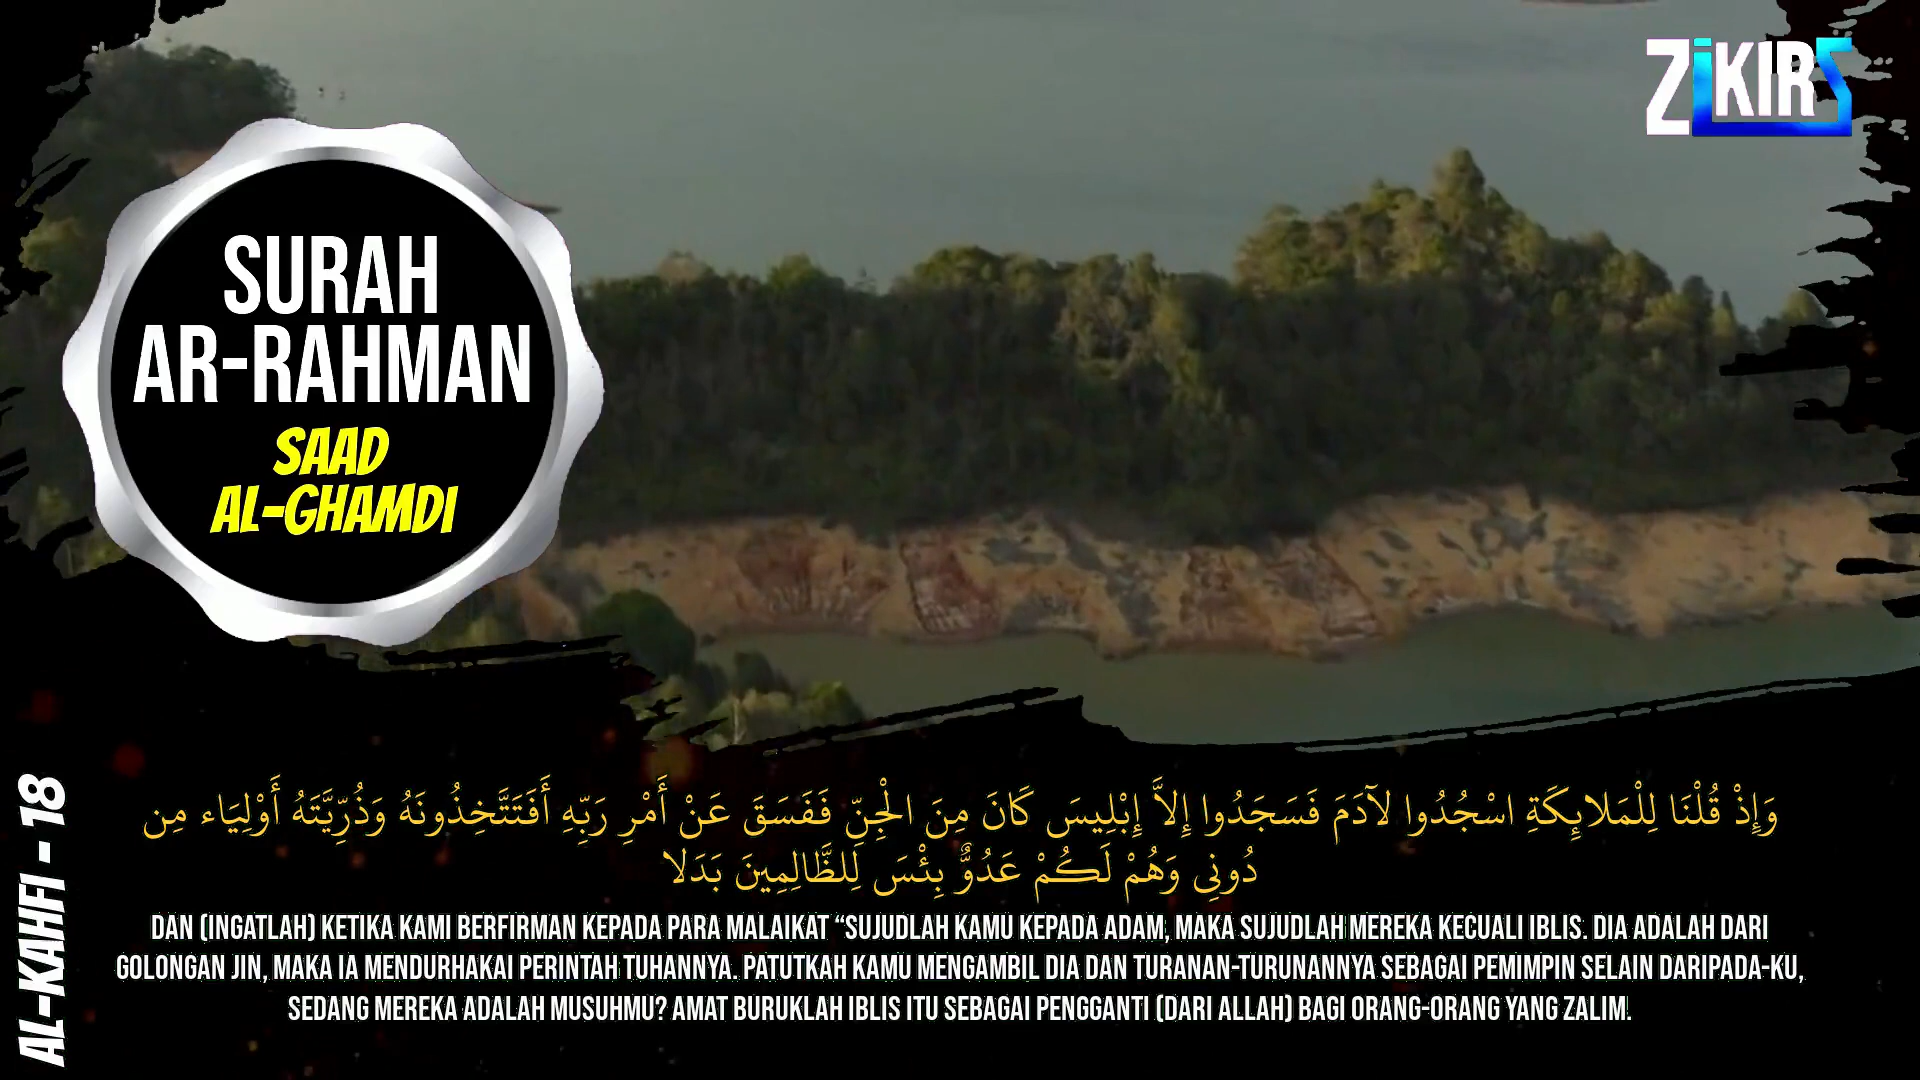 ZiKIRS
SURAH
AR-RAHMAN
SAAD
AL-GHAMDI
AL-KAHFI - 18
وَإِذْ قُلْنَا لِلْمَلايِكَةِ اسْجُدُوا لآدَمَ فَسَجَدُوا إِلاَّ إِبْلِيسَ كَانَ مِنَ الْجِنِّ فَفَسَقَ عَنْ أَمْرِ رَبِّهِ أَفَتَتَّخِذُونَهُ وَذُرِّيَّتَهُ أَوْلِيَاء مِن
دُونِي وَهُمْ لَكُمْ عَدُوٌّ بِئْسَ لِلظَّالِمِينَ بَدَلا
DAN (INGATLAH) KETIKA KAMI BERFIRMAN KEPADA PARA MALAIKAT “SUJUDLAH KAMU KEPADA ADAM, MAKA SUJUDLAH MEREKA KECUALI IBLIS. DIA ADALAH DARI
GOLONGAN JIN, MAKA IA MENDURHAKAI PERINTAH TUHANNYA. PATUTKAH KAMU MENGAMBIL DIA DAN TURANAN-TURUNANNYA SEBAGAI PEMIMPIN SELAIN DARIPADA-KU,
SEDANG MEREKA ADALAH MUSUHMU? AMAT BURUKLAH IBLIS ITU SEBAGAI PENGGANTI (DARI ALLAH) BAGI ORANG-ORANG YANG ZALIM.